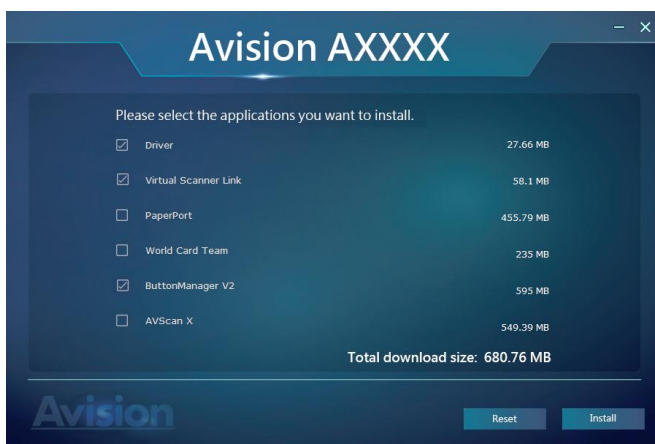 Avision AXXXX
Please select the applications you want to install.
Driver 27.66 MB
Virtual Scanner Link 58.1 MB
PaperPort 455.79 MB
World Card Team 235 MB
ButtonManager V2 595 MB
AVScan X 549.39 MB
Total download size: 680.76 MB
Avision
Reset Install